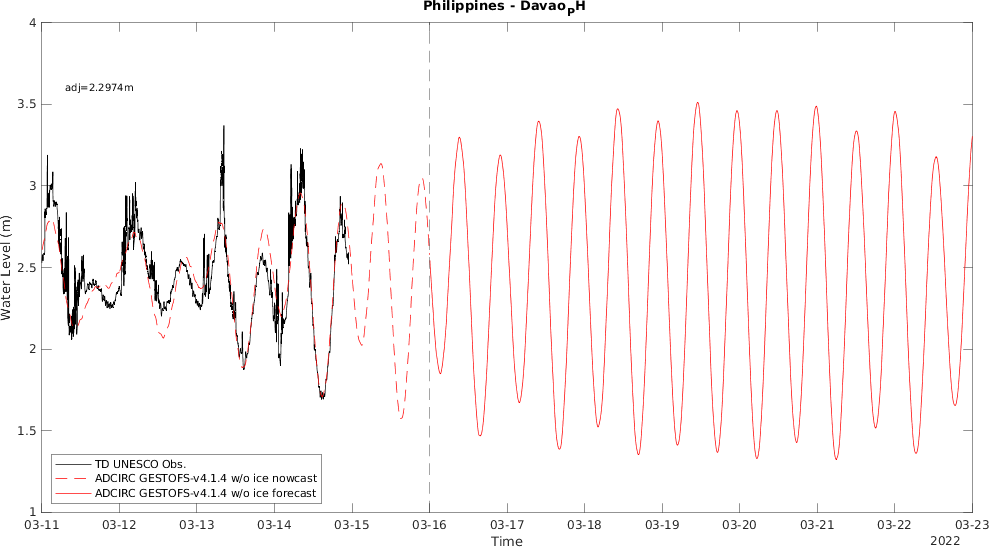 Philippines - Davao_PH
adj=2.2974m
Water Level (m)
4
3.5
3
2.5
2
1.5
1
TD UNESCO Obs.
ADCIRC GESTOFS-v4.1.4 w/o ice nowcast
ADCIRC GESTOFS-v4.1.4 w/o ice forecast
03-11 03-12 03-13 03-14 03-15 03-16 03-17 03-18 03-19 03-20 03-21 03-22 03-23
Time
2022